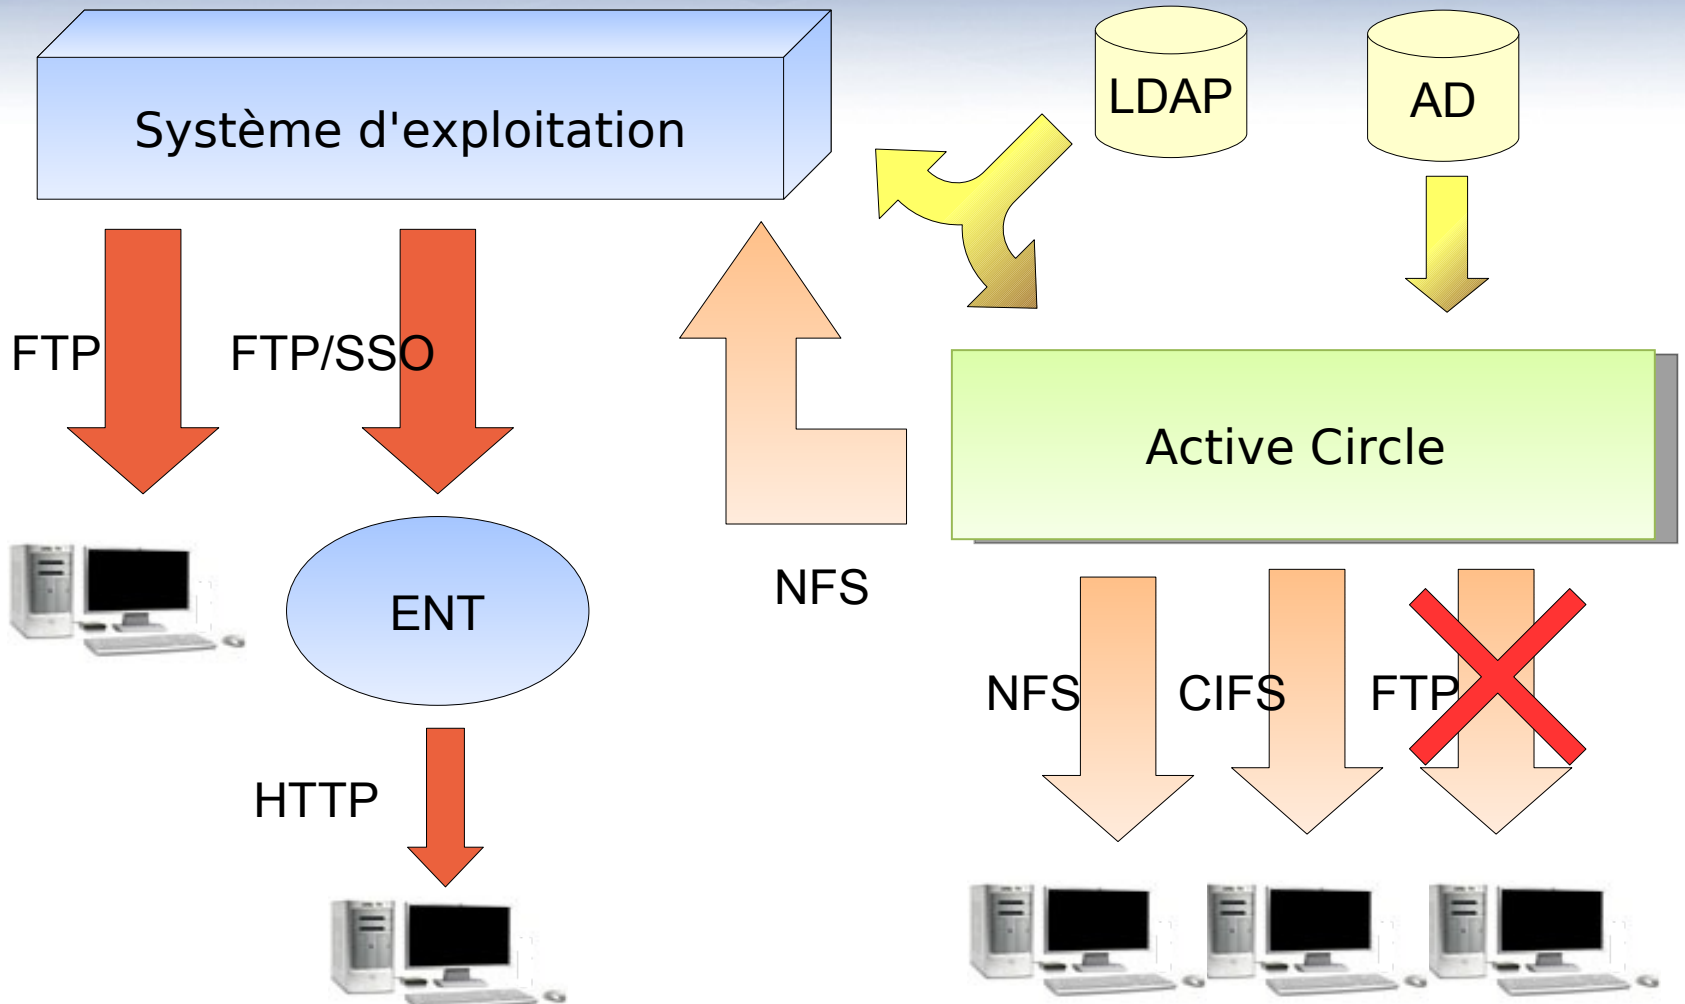 Système d'exploitation
LDAP
AD
FTP
FTP/SSO
Active Circle
NFS
ENT
NFS
CIFS
FTP
HTTP